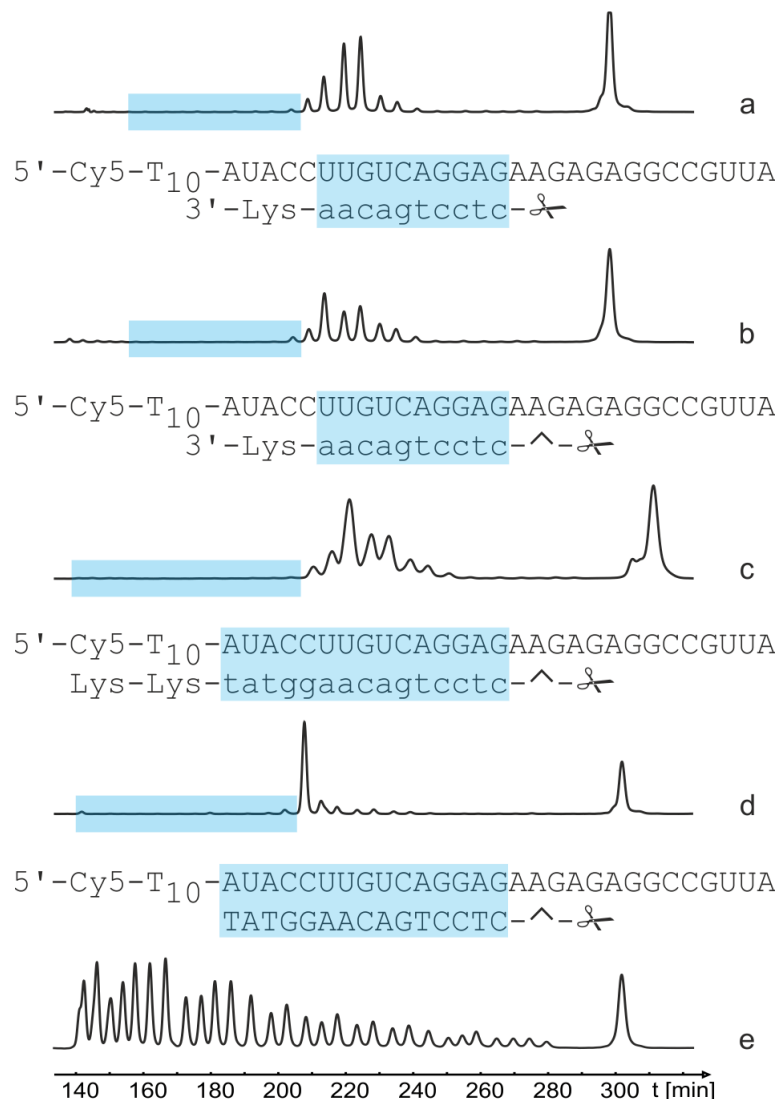 a
5'-Cy5-T10-AUACCUUGUCAGGAGAAGAGAGGCCGUUA
3'-Lys-aacagtcctc-
b
5'-Cy5-T10-AUACCUUGUCAGGAGAAGAGAGGCCGUUA
3'-Lys-aacagtcctc-^-
c
5'-Cy5-T10-AUACCUUGUCAGGAGAAGAGAGGCCGUUA
Lys-Lys-tatggaacagtcctc-^-
d
5'-Cy5-T10-AUACCUUGUCAGGAGAAGAGAGGCCGUUA
TATGGAACAGTCCTC-^-
e
140 160 180 200 220 240 260 280 300 t [min]